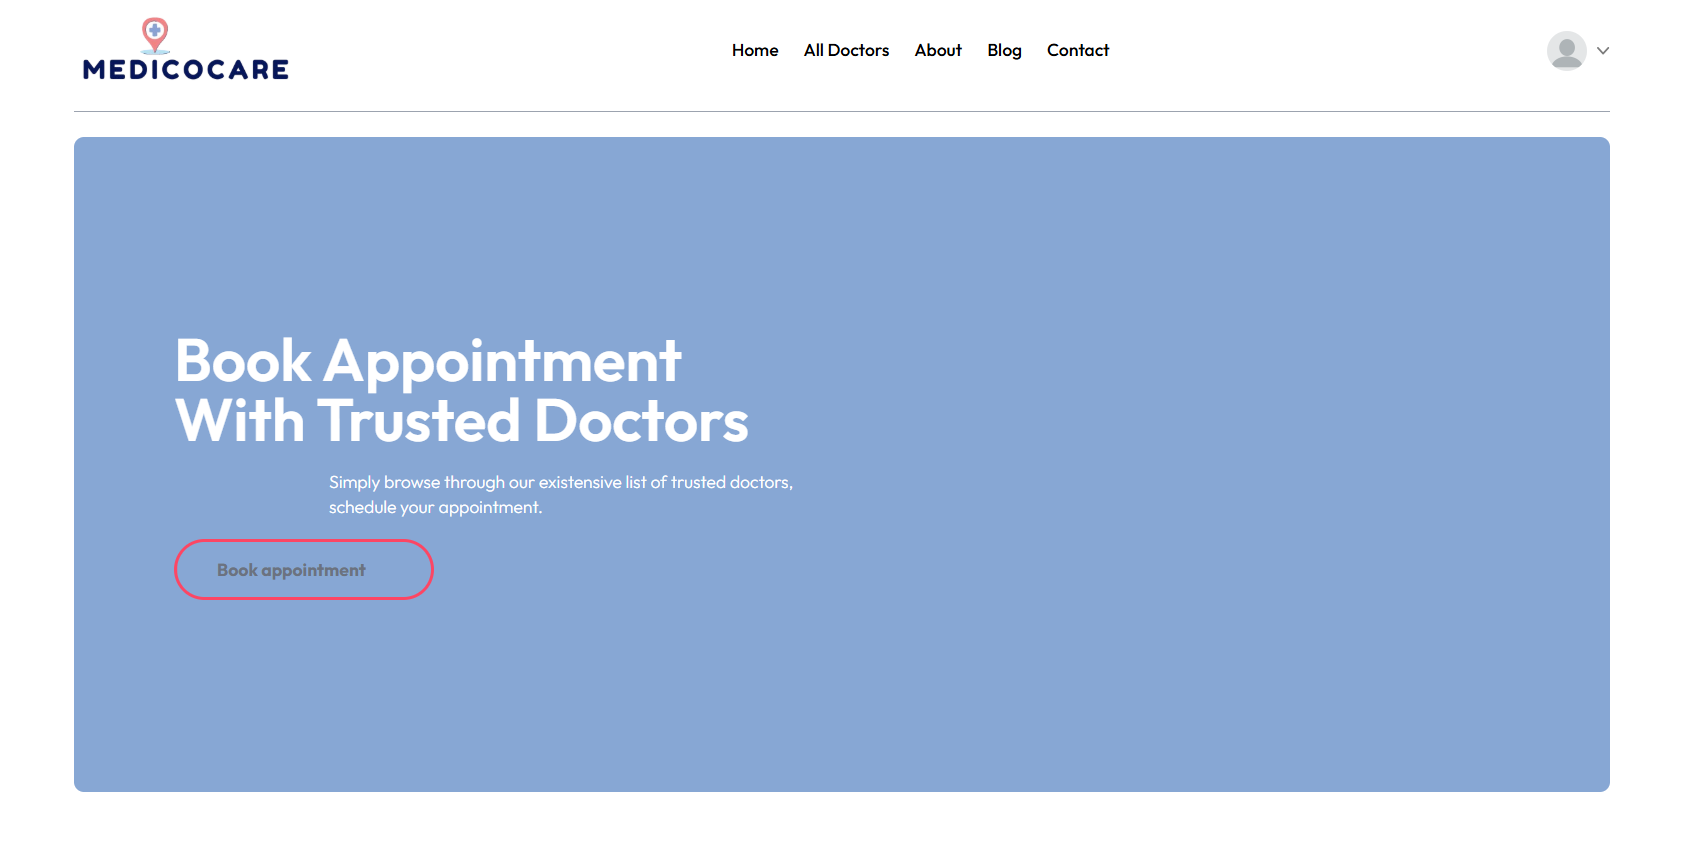 MEDICOCARE
Home All Doctors About Blog Contact
Book Appointment
With Trusted Doctors
Simply browse through our existensive list of trusted doctors,
schedule your appointment.
Book appointment